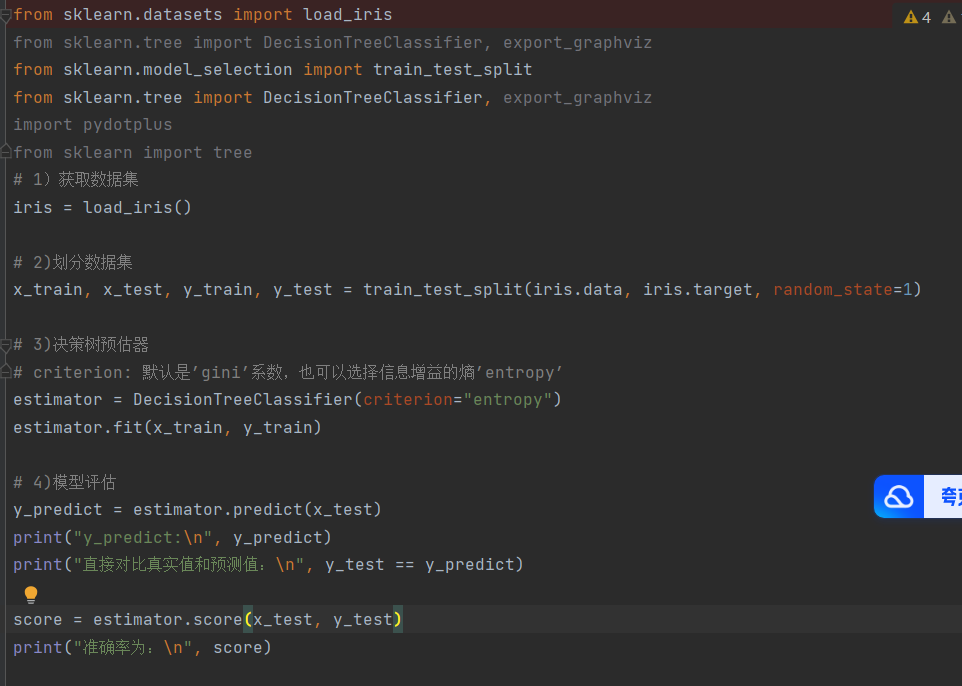 from sklearn.datasets import load_iris
4
from sklearn.tree import DecisionTreeClassifier, export_graphviz
from sklearn.model_selection import train_test_split
from sklearn.tree import DecisionTreeClassifier, export_graphviz
import pydotplus
from sklearn import tree
# 1）获取数据集
iris = load_iris()
# 2)划分数据集
x_train, x_test, y_train, y_test = train_test_split(iris.data, iris.target, random_state=1)
# 3)决策树预估器
# criterion: 默认是’gini’系数，也可以选择信息增益的熵’entropy’
estimator = DecisionTreeClassifier(criterion="entropy")
estimator.fit(x_train, y_train)
# 4)模型评估
夸
y_predict = estimator.predict(x_test)
print("y_predict:\n", y_predict)
print("直接对比真实值和预测值：\n", y_test == y_predict)
score = estimator.score(x_test, y_test)
print("准确率为：\n", score)